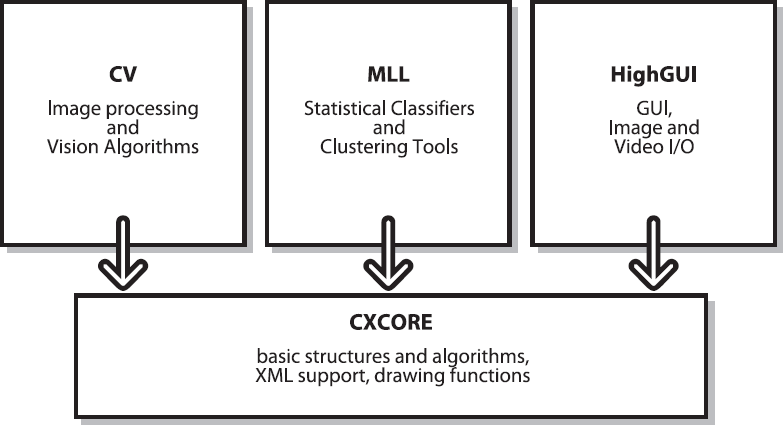 CV
Image processing
and
Vision Algorithms
MLL
Statistical Classifiers
and
Clustering Tools
HighGUI
GUI,
Image and
Video I/O
CXCORE
basic structures and algorithms,
XML support, drawing functions